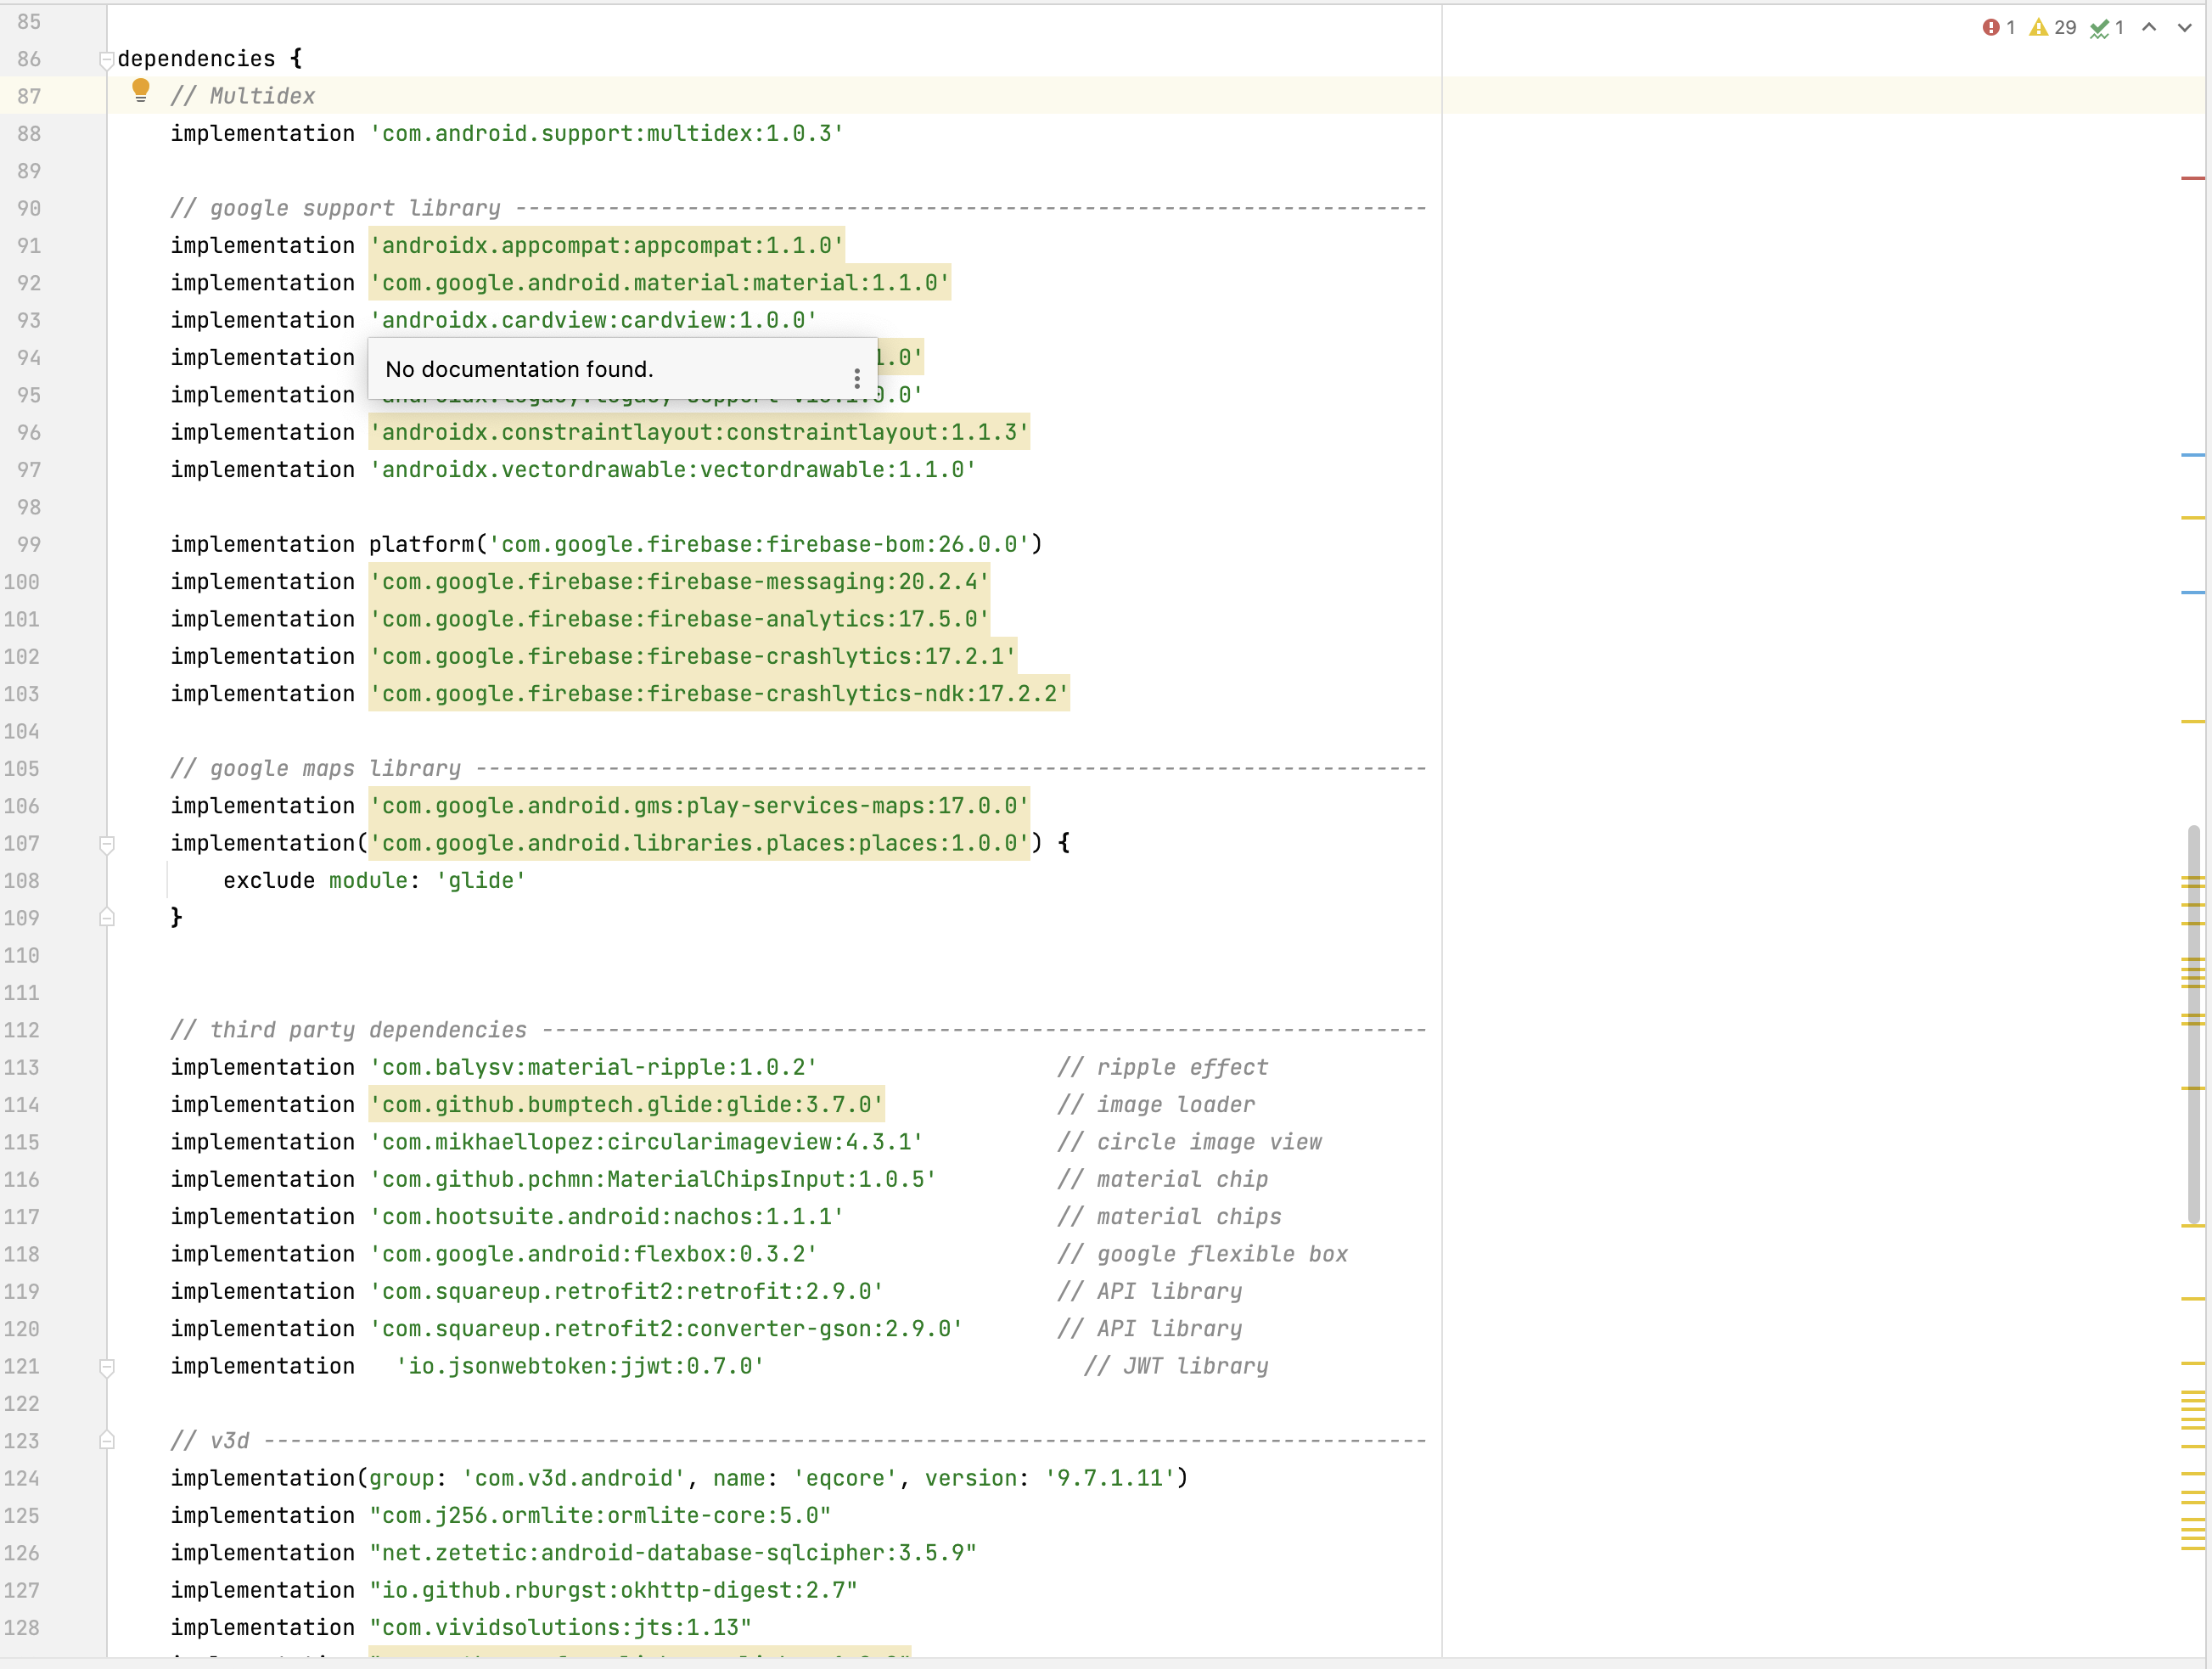 1 29 1
85
86 dependencies {
87 // Multidex
88 implementation 'com.android.support:multidex:1.0.3'
89
90 // google support library ---------------------------------------------------------------------
91 implementation 'androidx.appcompat:appcompat:1.1.0'
92 implementation 'com.google.android.material:material:1.1.0'
93 implementation 'androidx.cardview:cardview:1.0.0'
94 implementation 1.0'
No documentation found.
95 implementation 0.0'
96 implementation 'androidx.constraintlayout:constraintlayout:1.1.3'
97 implementation 'androidx.vectordrawable:vectordrawable:1.1.0'
98
99 implementation platform('com.google.firebase:firebase-bom:26.0.0')
100 implementation 'com.google.firebase:firebase-messaging:20.2.4'
101 implementation 'com.google.firebase:firebase-analytics:17.5.0'
102 implementation 'com.google.firebase:firebase-crashlytics:17.2.1'
103 implementation 'com.google.firebase:firebase-crashlytics-ndk:17.2.2'
104
105 // google maps library ------------------------------------------------------------------------
106 implementation 'com.google.android.gms:play-services-maps:17.0.0'
107 implementation('com.google.android.libraries.places:places:1.0.0') {
108 exclude module: 'glide'
109 }
110
111
112 // third party dependencies -------------------------------------------------------------------
113 implementation 'com.balysv:material-ripple:1.0.2' // ripple effect
114 implementation 'com.github.bumptech.glide:glide:3.7.0' // image loader
115 implementation 'com.mikhaellopez:circularimageview:4.3.1' // circle image view
116 implementation 'com.github.pchmn:MaterialChipsInput:1.0.5' // material chip
117 implementation 'com.hootsuite.android:nachos:1.1.1' // material chips
118 implementation 'com.google.android:flexbox:0.3.2' // google flexible box
119 implementation 'com.squareup.retrofit2:retrofit:2.9.0' // API library
120 implementation 'com.squareup.retrofit2:converter-gson:2.9.0' // API library
121 implementation 'io.jsonwebtoken:jjwt:0.7.0' // JWT library
122
123 // v3d ----------------------------------------------------------------------------------------
124 implementation(group: 'com.v3d.android', name: 'eqcore', version: '9.7.1.11')
125 implementation "com.j256.ormlite:ormlite-core:5.0"
126 implementation "net.zetetic:android-database-sqlcipher:3.5.9"
127 implementation "io.github.rburgst:okhttp-digest:2.7"
128 implementation "com.vividsolutions:jts:1.13"